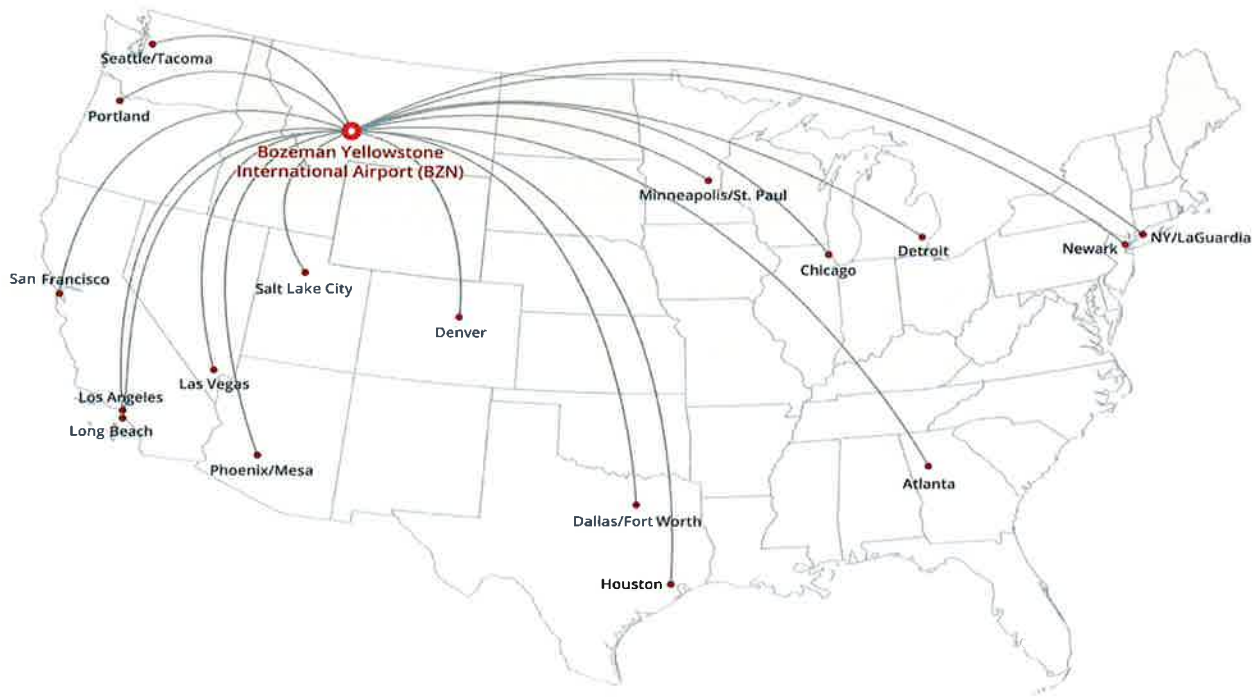 Seattle/Tacoma
Portland
Bozeman Yellowstone
International Airport (BZN)
Minneapolis/St. Paul
NY/LaGuardia
Newark
Detroit
Chicago
San Francisco
Salt Lake City
Denver
Las Vegas
Los Angeles
Long Beach
Phoenix/Mesa
Atlanta
Dallas/Fort Worth
Houston